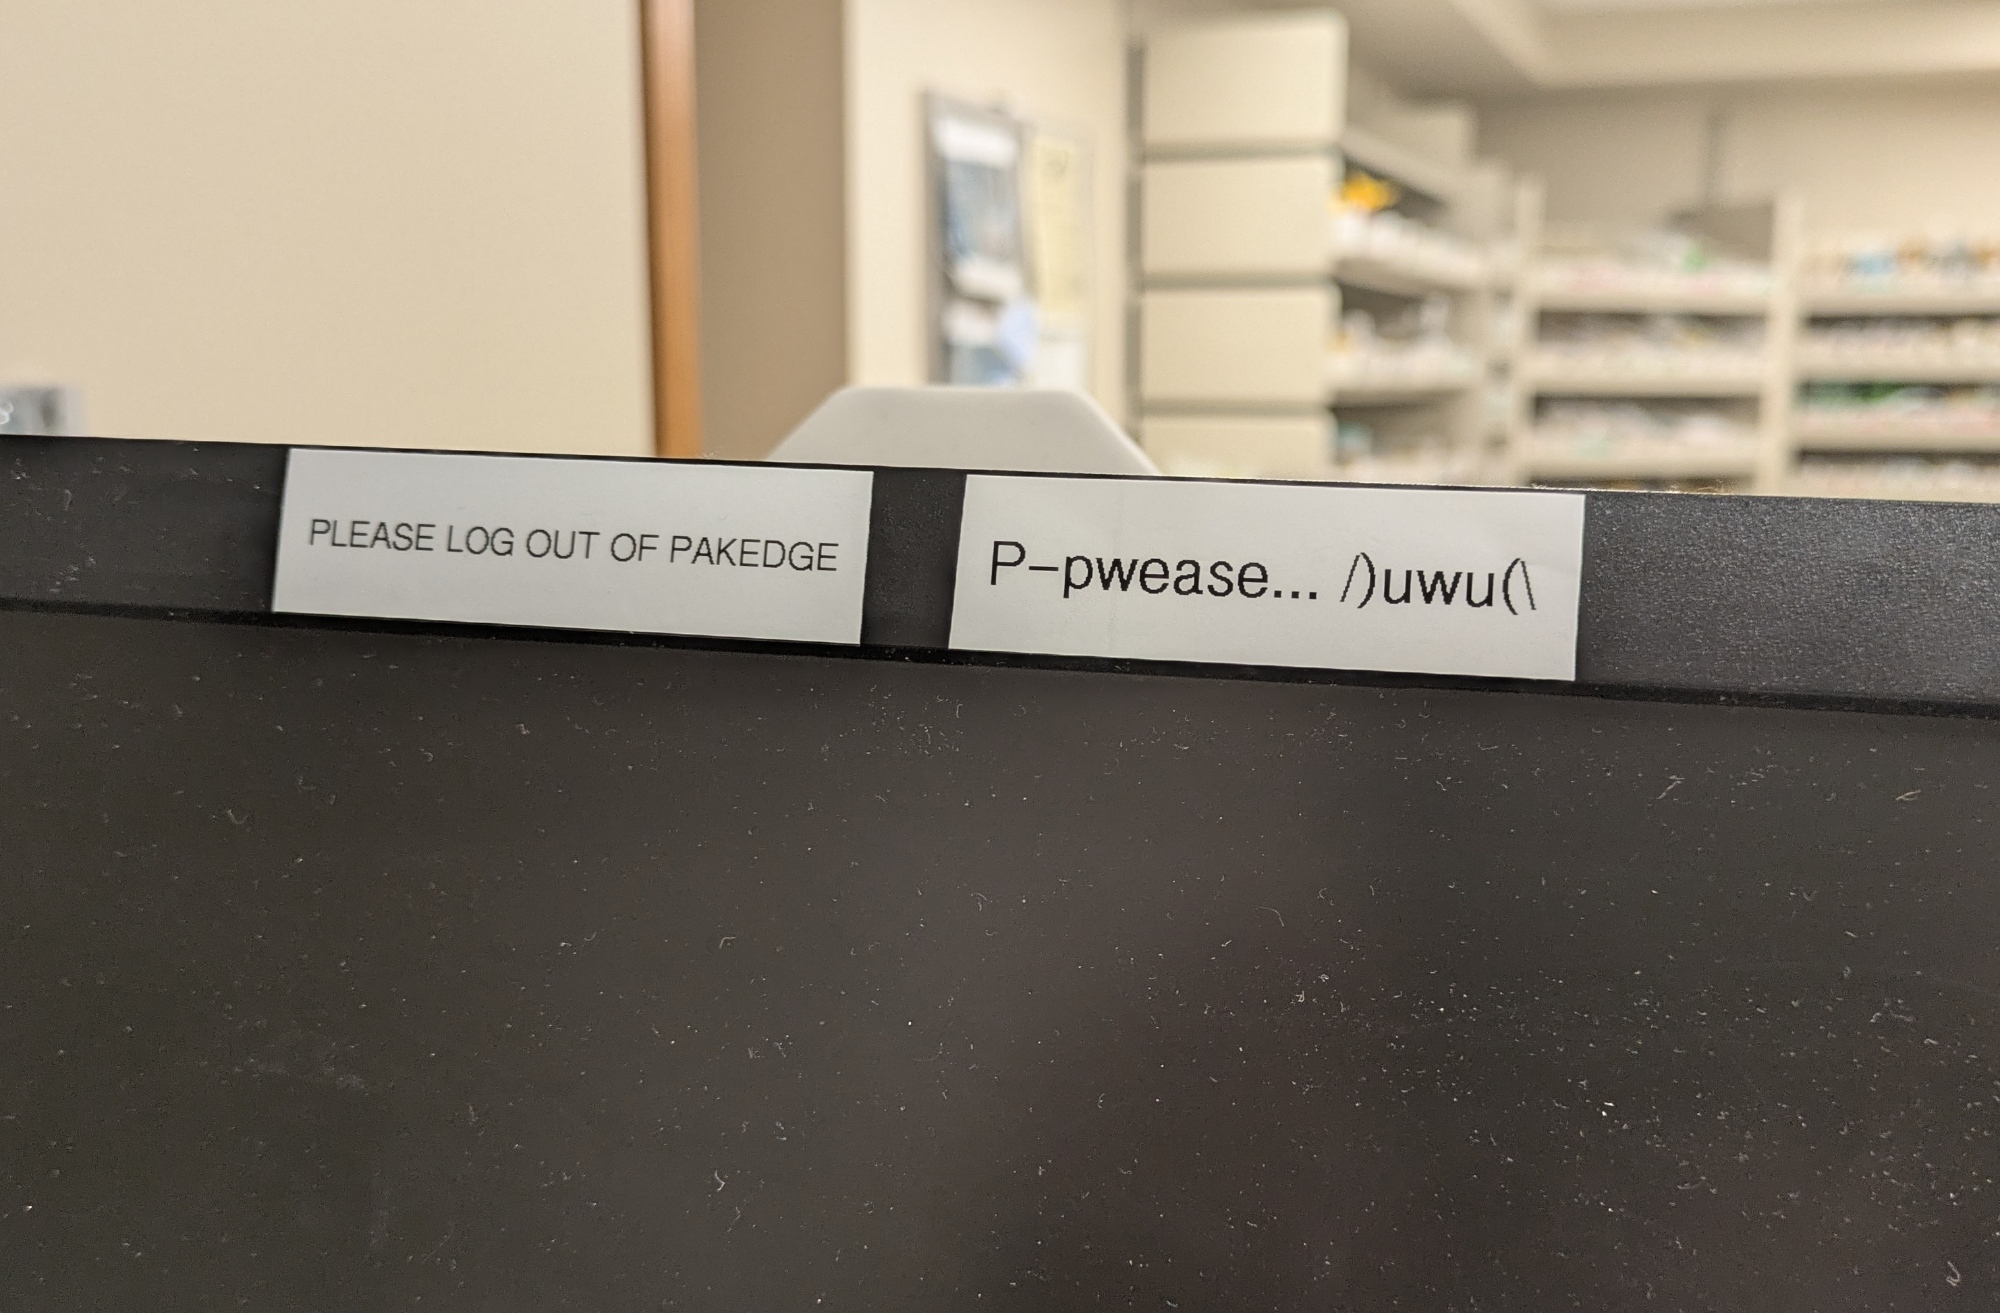 PLEASE LOG OUT OF PAKEDGE
P-pwease... /)uwu(\